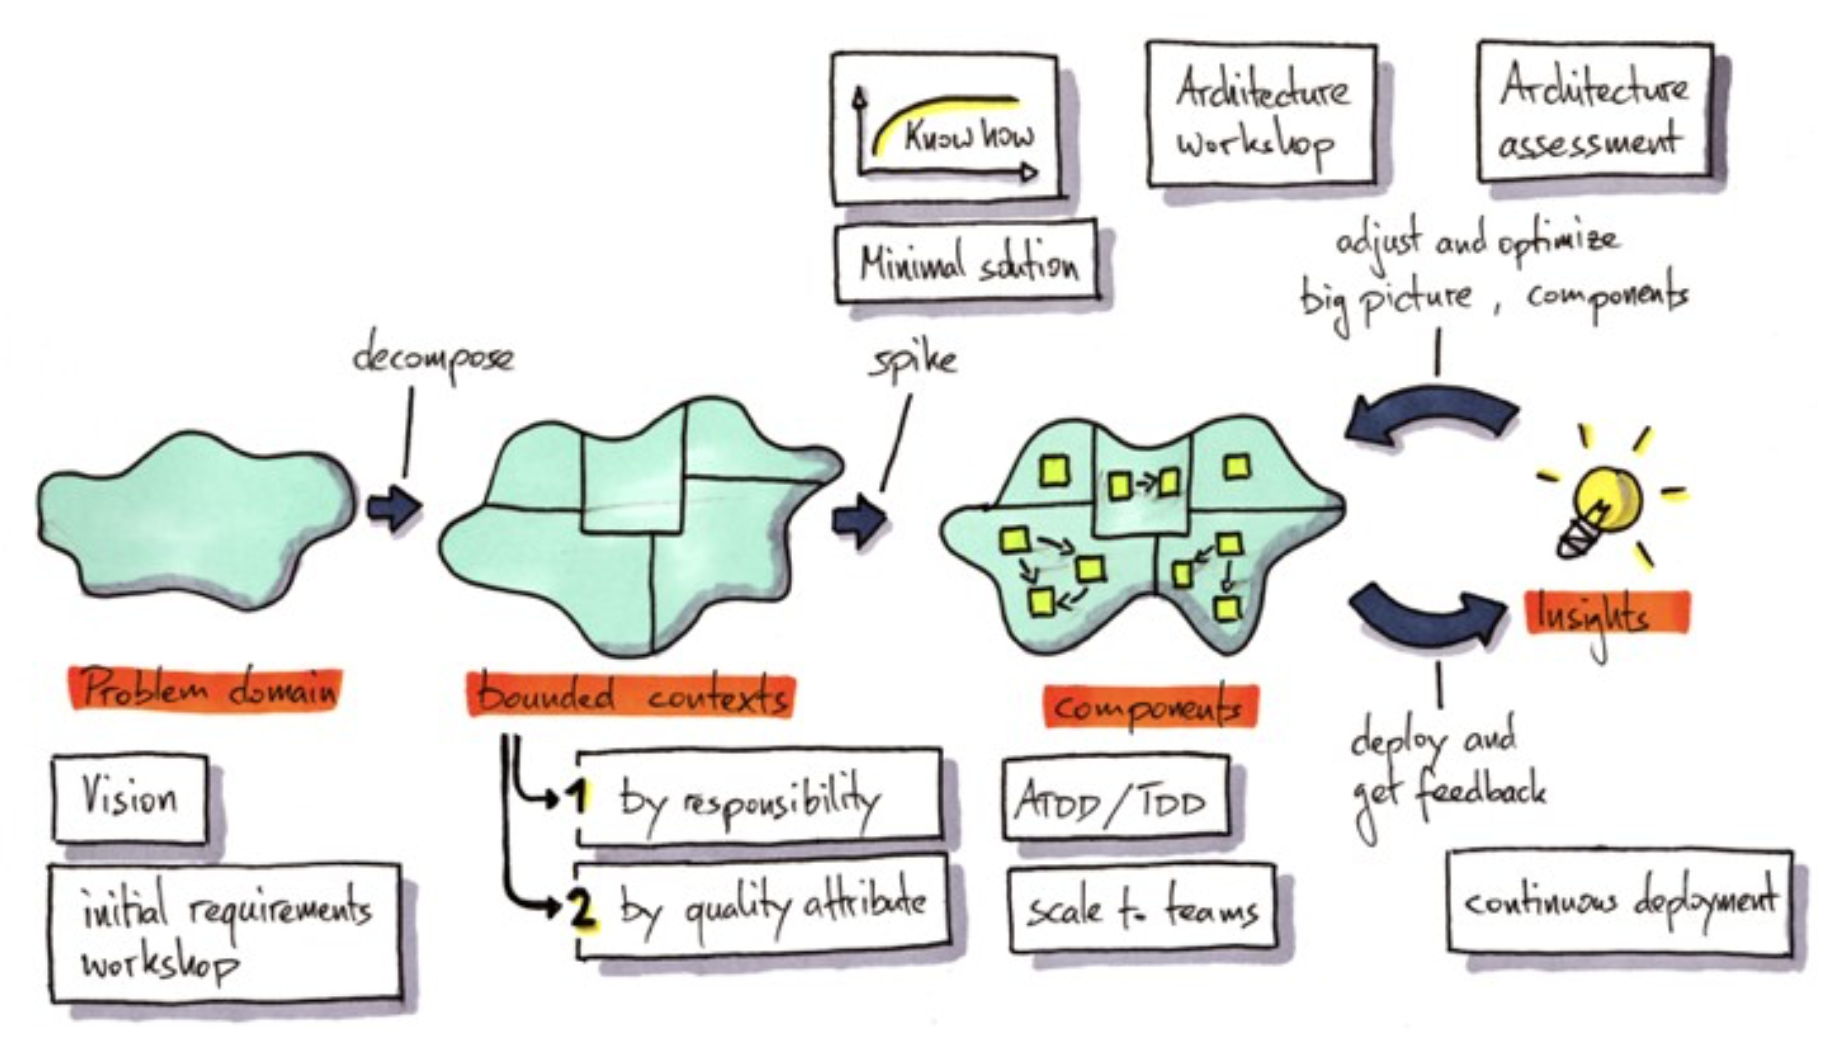 Know how
Minimal solution
Architecture
workshop
Architecture
assessment
adjust and optimize
big picture, components
decompose
spike
Insights
Problem domain
bounded contexts
components
deploy and
get feedback
Vision
initial requirements
workshop
1 by responsibility
2 by quality attribute
ATDD/TDD
scale to teams
continuous deployment